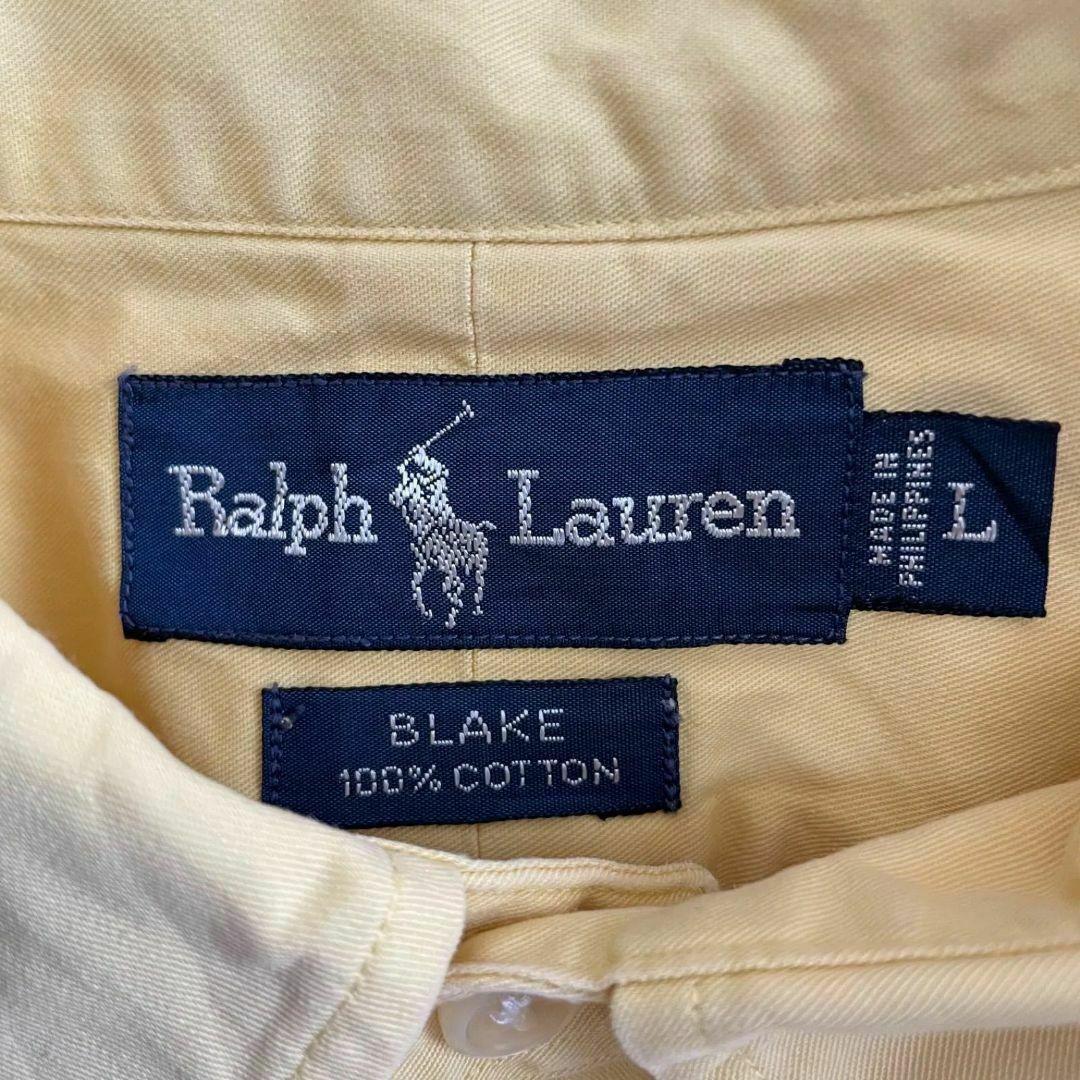 Ralph Lauren
MADE IN
PHILIPPINES
L
BLAKE
100% COTTON